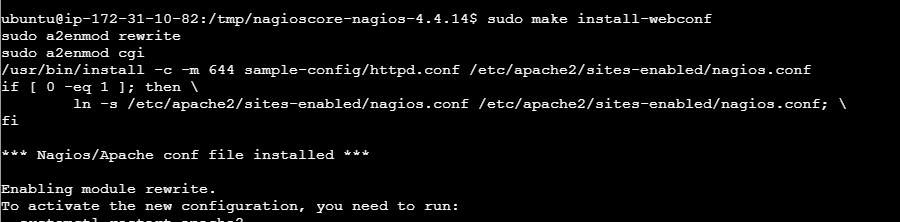 ubuntu@ip-172-31-10-82:/tmp/nagioscore-nagios-4.4.14$ sudo make install-webconf
sudo a2enmod rewrite
sudo a2enmod cgi
/usr/bin/install -c -m 644 sample-config/httpd.conf /etc/apache2/sites-enabled/nagios.conf
if [ 0 -eq 1 ]; then \
        ln -s /etc/apache2/sites-enabled/nagios.conf /etc/apache2/sites-enabled/nagios.conf; \
fi
*** Nagios/Apache conf file installed ***
Enabling module rewrite.
To activate the new configuration, you need to run:
  systemctl restart apache2